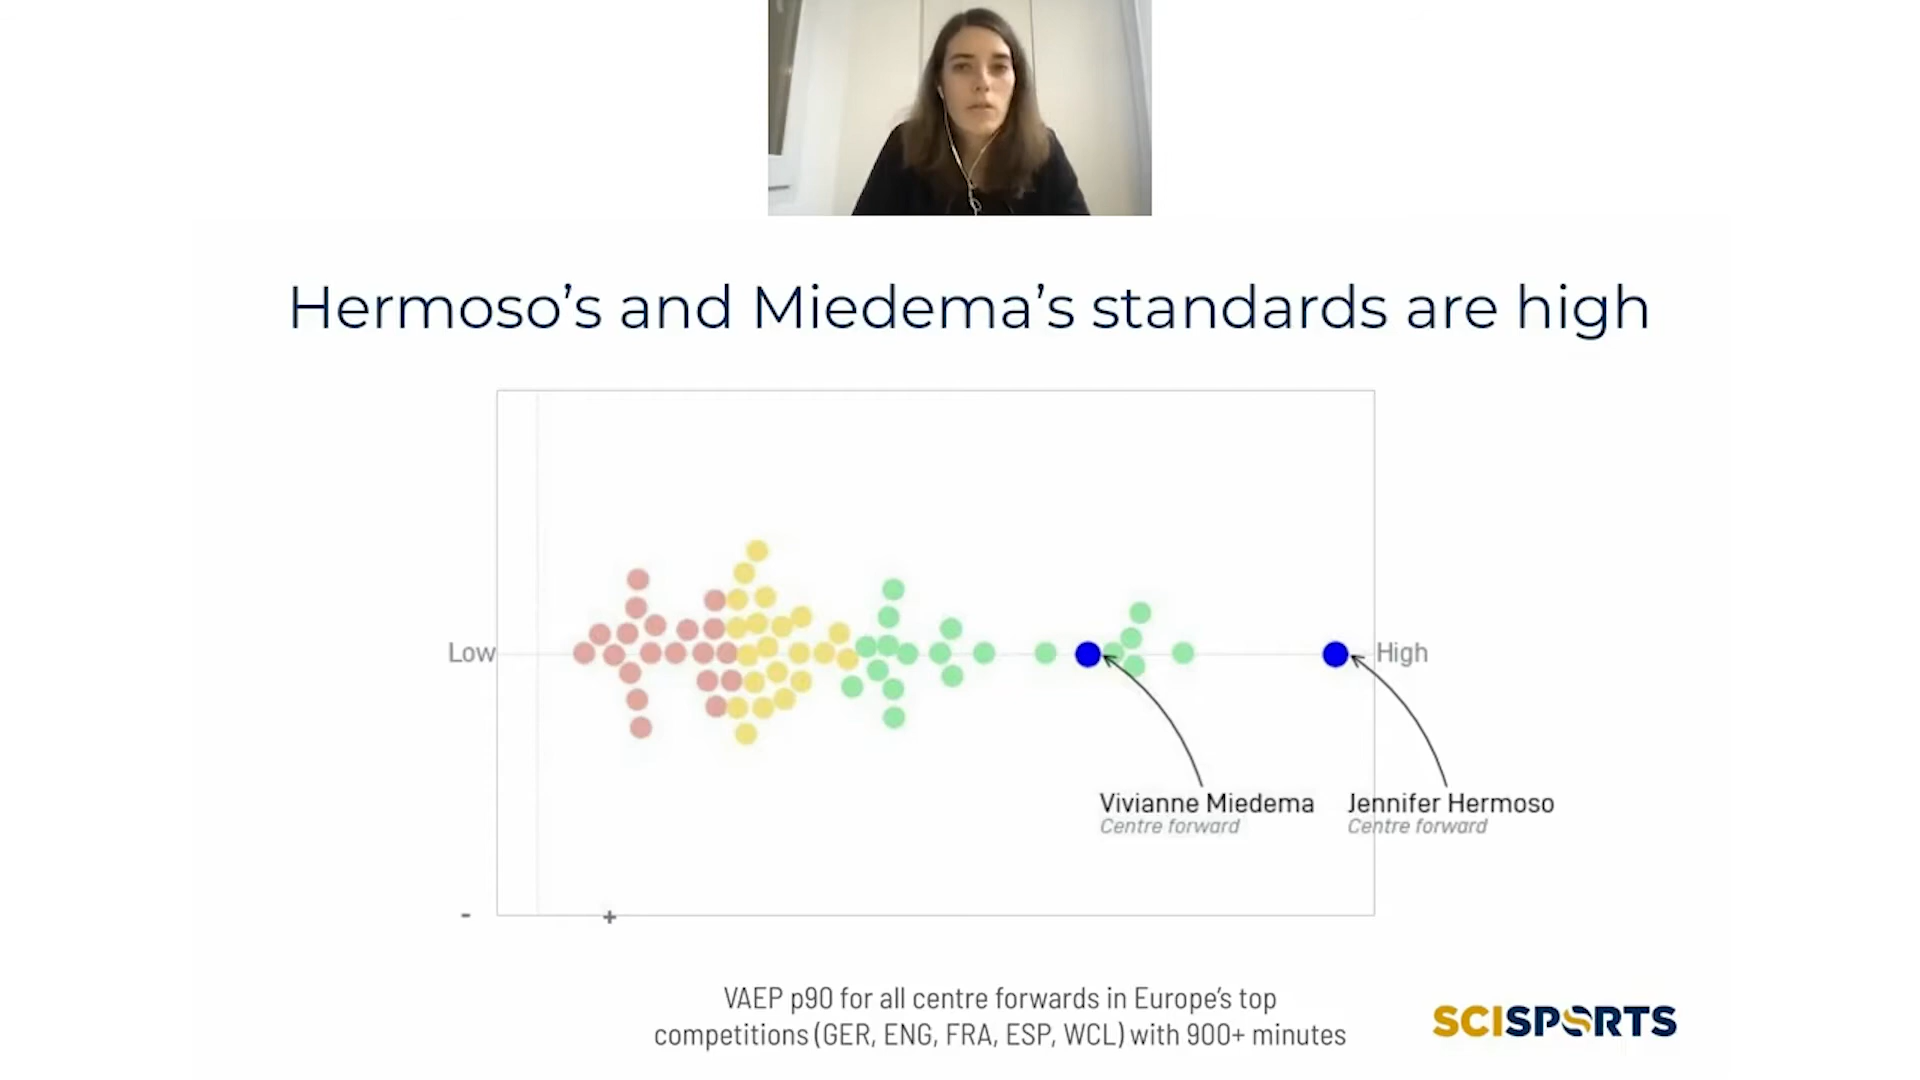 Hermoso’s and Miedema’s standards are high
Low
High
Vivianne Miedema
Centre forward
Jennifer Hermoso
Centre forward
-
+
VAEP p90 for all centre forwards in Europe’s top
competitions (GER, ENG, FRA, ESP, WCL) with 900+ minutes
SCISPORTS